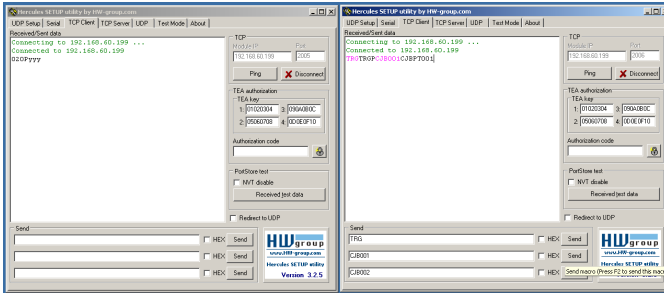 Hercules SETUP utility by HW-group.com
UDP Setup Serial TCP Client TCP Server UDP Test Mode About
Received/Sent data
Connecting to 192.168.60.199 ...
Connected to 192.168.60.199
OZOPyyy
TCP
Module IP Port
192.168.60.199 2005
Ping Disconnect
TEA authorization
TEA key
1: 01020304 3: 090A0B0C
2: 05060708 4: 0D0E0F10
Authorization code
PortStore test
NVT disable
Received test data
Redirect to UDP
Send
HEX Send
HEX Send
HEX Send
HWgroup
www.HW-group.com
Hercules SETUP utility
Version 3.2.5
Hercules SETUP utility by HW-group.com
UDP Setup Serial TCP Client TCP Server UDP Test Mode About
Received/Sent data
Connecting to 192.168.60.199 ...
Connected to 192.168.60.199
TRGTRGPCJB001CJBPT001
TCP
Module IP Port
192.168.60.199 2006
Ping Disconnect
TEA authorization
TEA key
1: 01020304 3: 090A0B0C
2: 05060708 4: 0D0E0F10
Authorization code
PortStore test
NVT disable
Received test data
Redirect to UDP
Send
TRG HEX Send
CJB001 HEX Send
CJB002 HEX
HWgroup
www.HW-group.com
Hercules SETUP utility
Send macro (Press F2 to send this mac